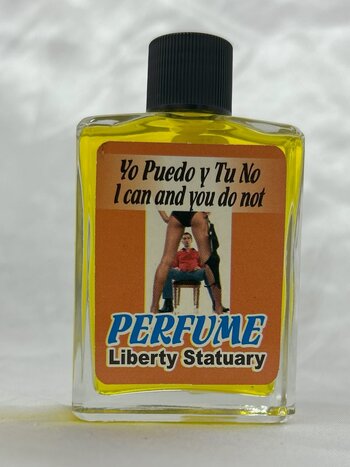 Yo Puedo y Tu No
I can and you do not
PERFUME
Liberty Statuary